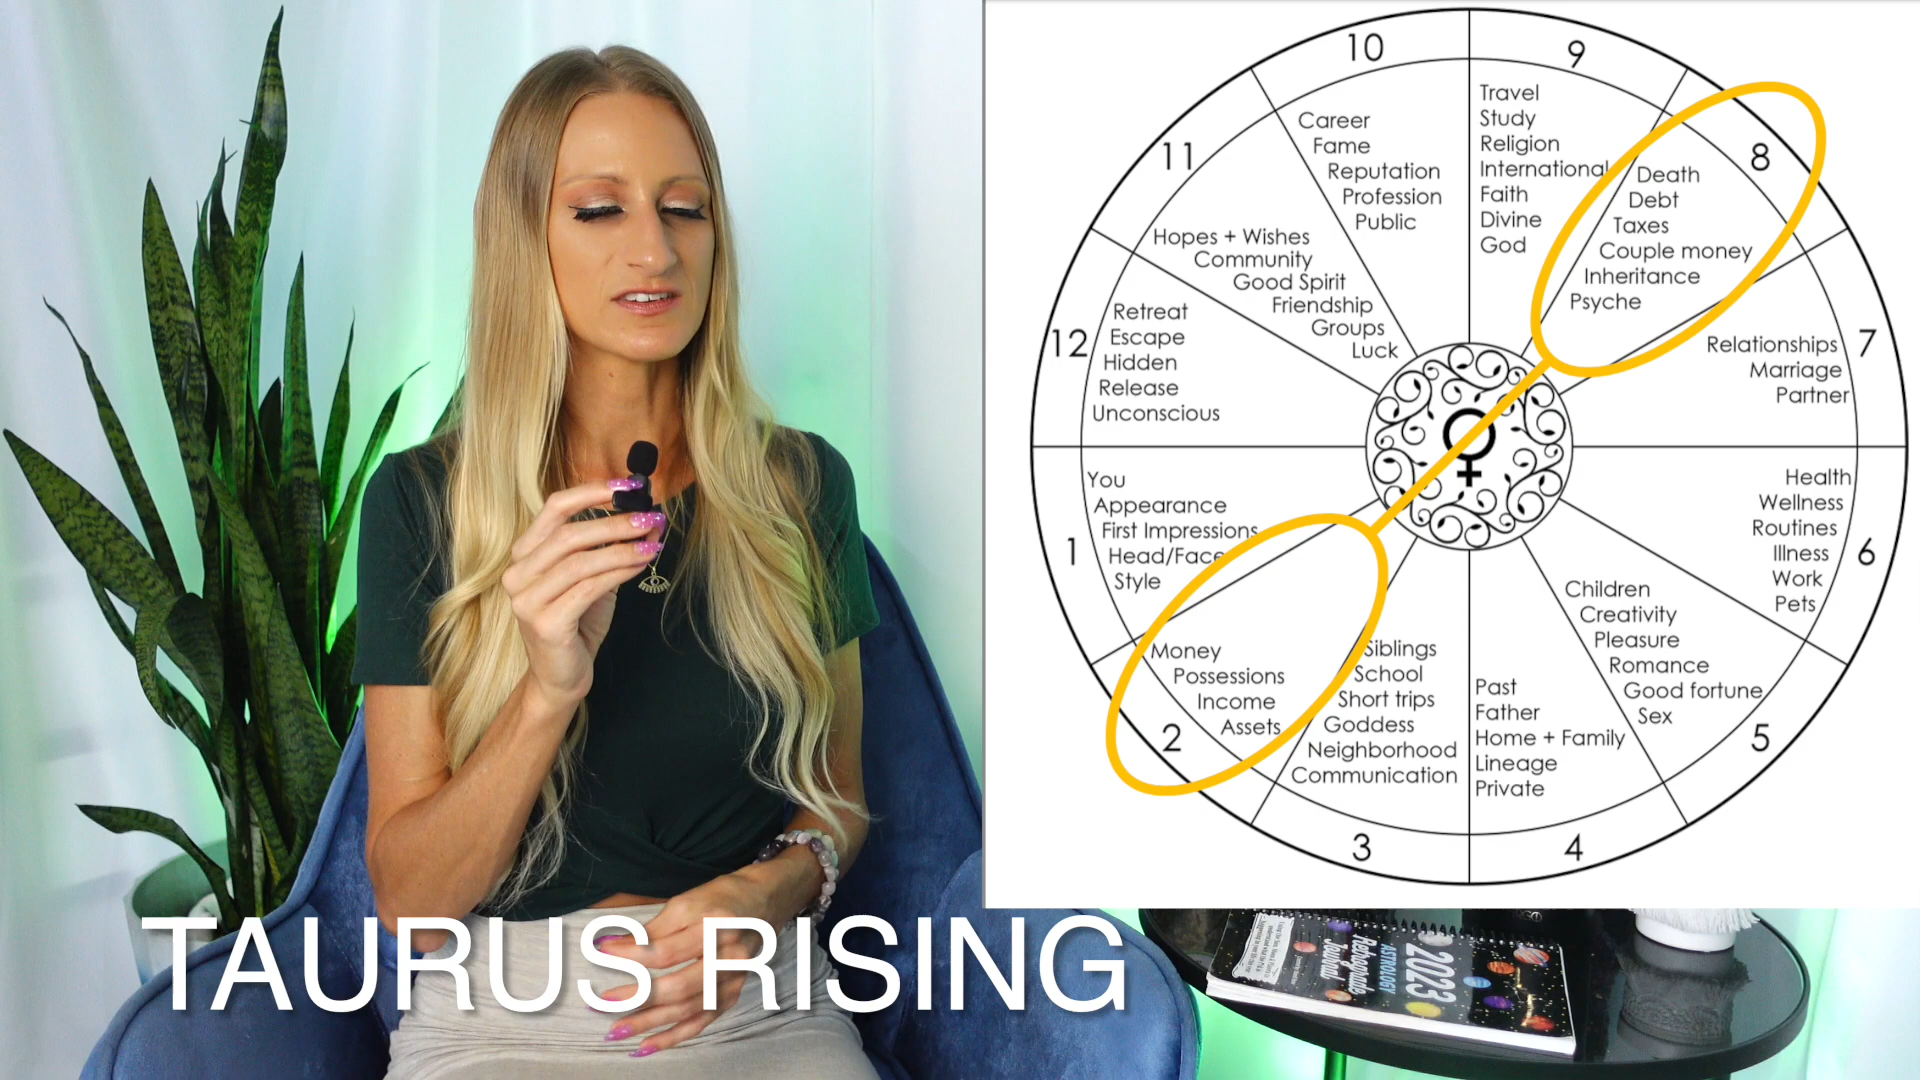 10
Career
Fame
Reputation
Profession
Public
9
Travel
Study
Religion
International
Faith
Divine
God
8
Death
Debt
Taxes
Couple money
Inheritance
Psyche
11
Hopes + Wishes
Community
Good Spirit
Friendship
Groups
Luck
12
Retreat
Escape
Hidden
Release
Unconscious
7
Relationships
Marriage
Partner
1
You
Appearance
First Impressions
Head/Face
Style
6
Health
Wellness
Routines
Illness
Work
Pets
2
Money
Possessions
Income
Assets
3
Siblings
School
Short trips
Goddess
Neighborhood
Communication
4
Past
Father
Home + Family
Lineage
Private
5
Children
Creativity
Pleasure
Romance
Good fortune
Sex
TAURUS RISING
2023
ASTROLOGY
Retrograde
Journal